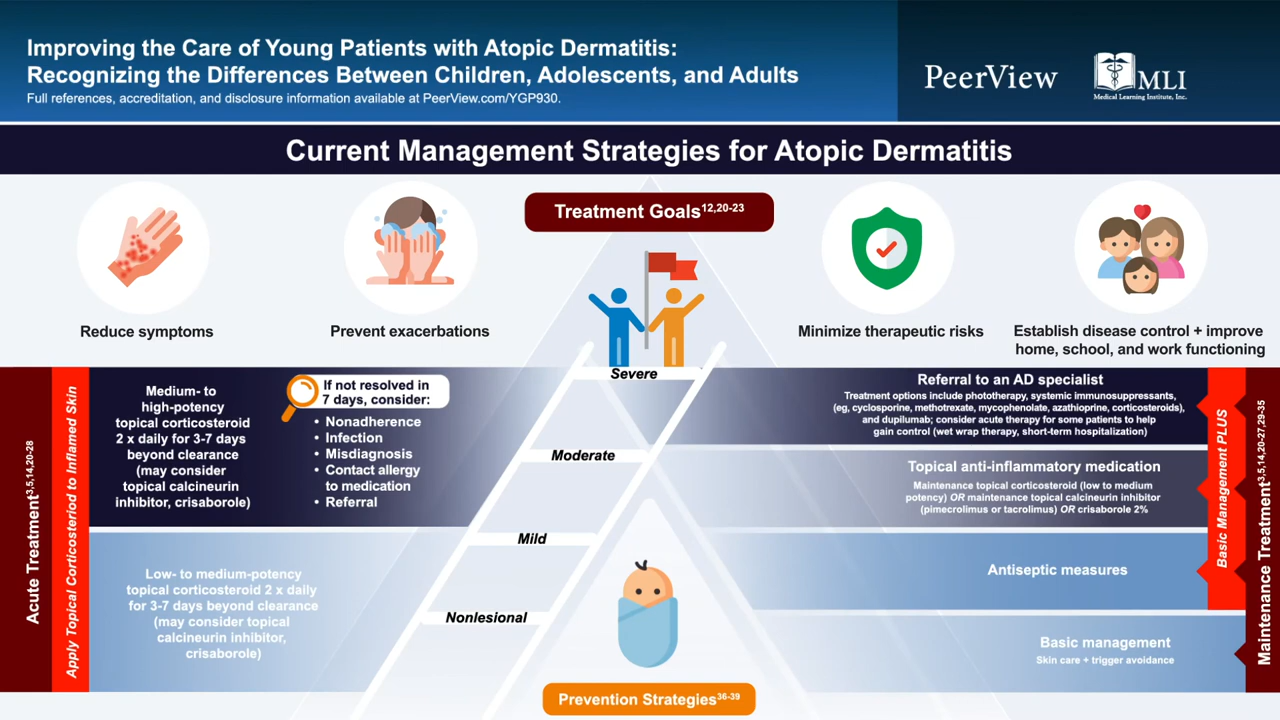 Improving the Care of Young Patients with Atopic Dermatitis:
Recognizing the Differences Between Children, Adolescents, and Adults
Full references, accreditation, and disclosure information available at PeerView.com/YGP930.
PeerView
MLI
Medical Learning Institute, Inc.
Current Management Strategies for Atopic Dermatitis
Treatment Goals12,20-23
Reduce symptoms
Prevent exacerbations
Minimize therapeutic risks
Establish disease control + improve
home, school, and work functioning
Acute Treatment3,5,14,20-28
Apply Topical Corticosteriod to Inflamed Skin
Medium- to
high-potency
topical corticosteroid
2 x daily for 3-7 days
beyond clearance
(may consider
topical calcineurin
inhibitor, crisaborole)
If not resolved in
7 days, consider:
• Nonadherence
• Infection
• Misdiagnosis
• Contact allergy
to medication
• Referral
Low- to medium-potency
topical corticosteroid 2 x daily
for 3-7 days beyond clearance
(may consider topical
calcineurin inhibitor,
crisaborole)
Severe
Moderate
Mild
Nonlesional
Referral to an AD specialist
Treatment options include phototherapy, systemic immunosuppressants,
(eg, cyclosporine, methotrexate, mycophenolate, azathioprine, corticosteroids),
and dupilumab; consider acute therapy for some patients to help
gain control (wet wrap therapy, short-term hospitalization)
Topical anti-inflammatory medication
Maintenance topical corticosteroid (low to medium
potency) OR maintenance topical calcineurin inhibitor
(pimecrolimus or tacrolimus) OR crisaborole 2%
Antiseptic measures
Basic management
Skin care + trigger avoidance
Basic Management PLUS
Maintenance Treatment3,5,14,20-27,29-35
Prevention Strategies36-39